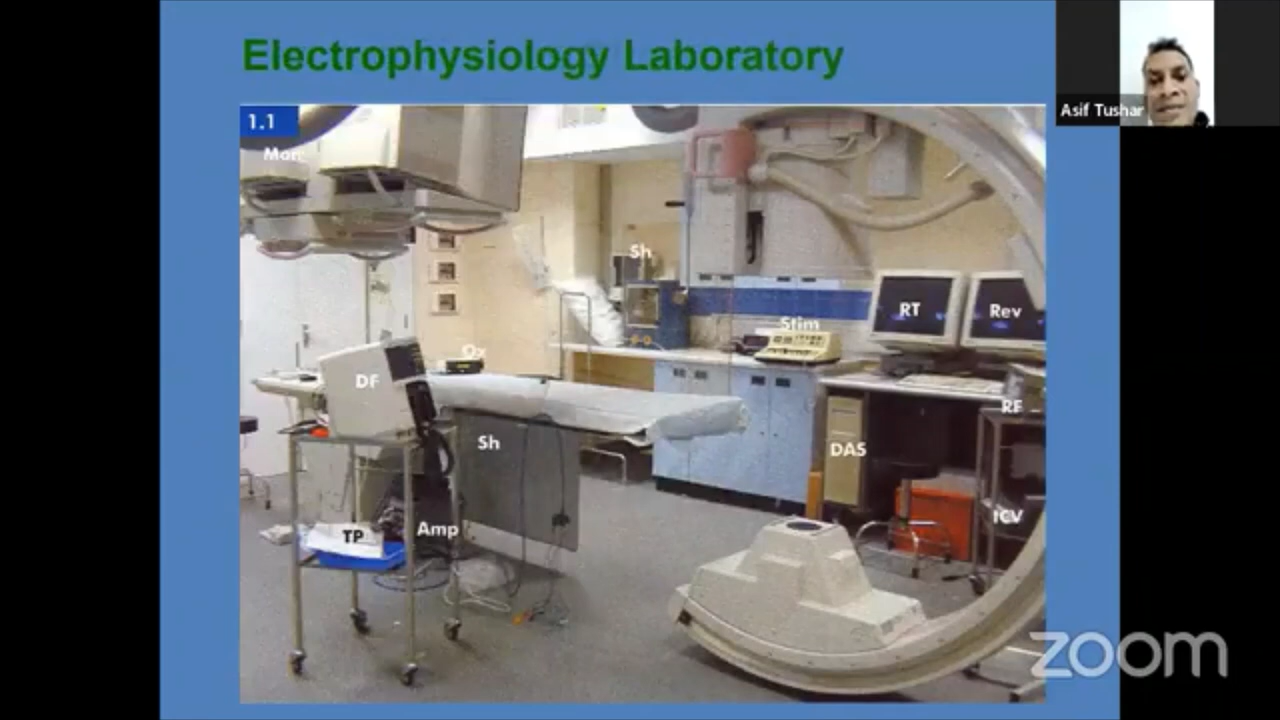 Electrophysiology Laboratory
Asif Tushar
1.1
Mon
Sh
RT
Rev
Stim
Ox
DF
RF
Sh
DAS
ICV
TP
Amp
zoom